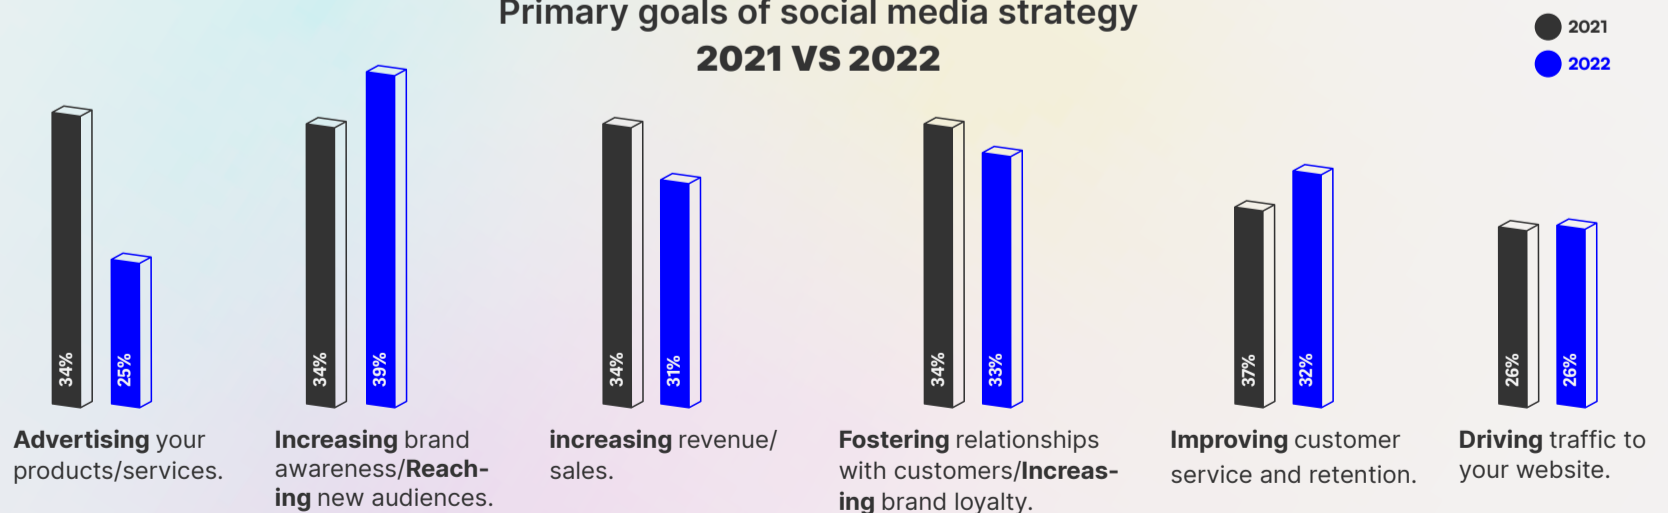 Primary goals of social media strategy
2021 VS 2022
2021
2022
34%
25%
34%
39%
34%
31%
34%
33%
37%
32%
26%
26%
Advertising your
products/services.
Increasing brand
awareness/Reach-
ing new audiences.
increasing revenue/
sales.
Fostering relationships
with customers/Increas-
ing brand loyalty.
Improving customer
service and retention.
Driving traffic to
your website.